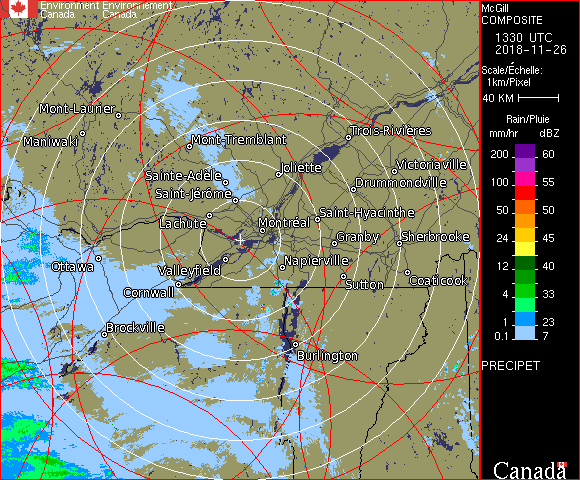 Environment Environnement
Canada Canada
McGill
COMPOSITE
1330 UTC
2018-11-26
Scale/Échelle:
1km/Pixel
40 KM
Rain/Pluie
mm/hr dBZ
200 60
100 55
50 50
24 45
12 40
4 33
1 23
0.1 7
PRECIPET
Canada
Mont-Laurier
Maniwaki
Mont-Tremblant
Trois-Rivières
Joliette
Victoriaville
Sainte-Adèle
Drummondville
Saint-Jérôme
Saint-Hyacinthe
Lachute
Montréal
Granby
Sherbrooke
Ottawa
Valleyfield
Napierville
Sutton
Coaticook
Cornwall
Brockville
Burlington